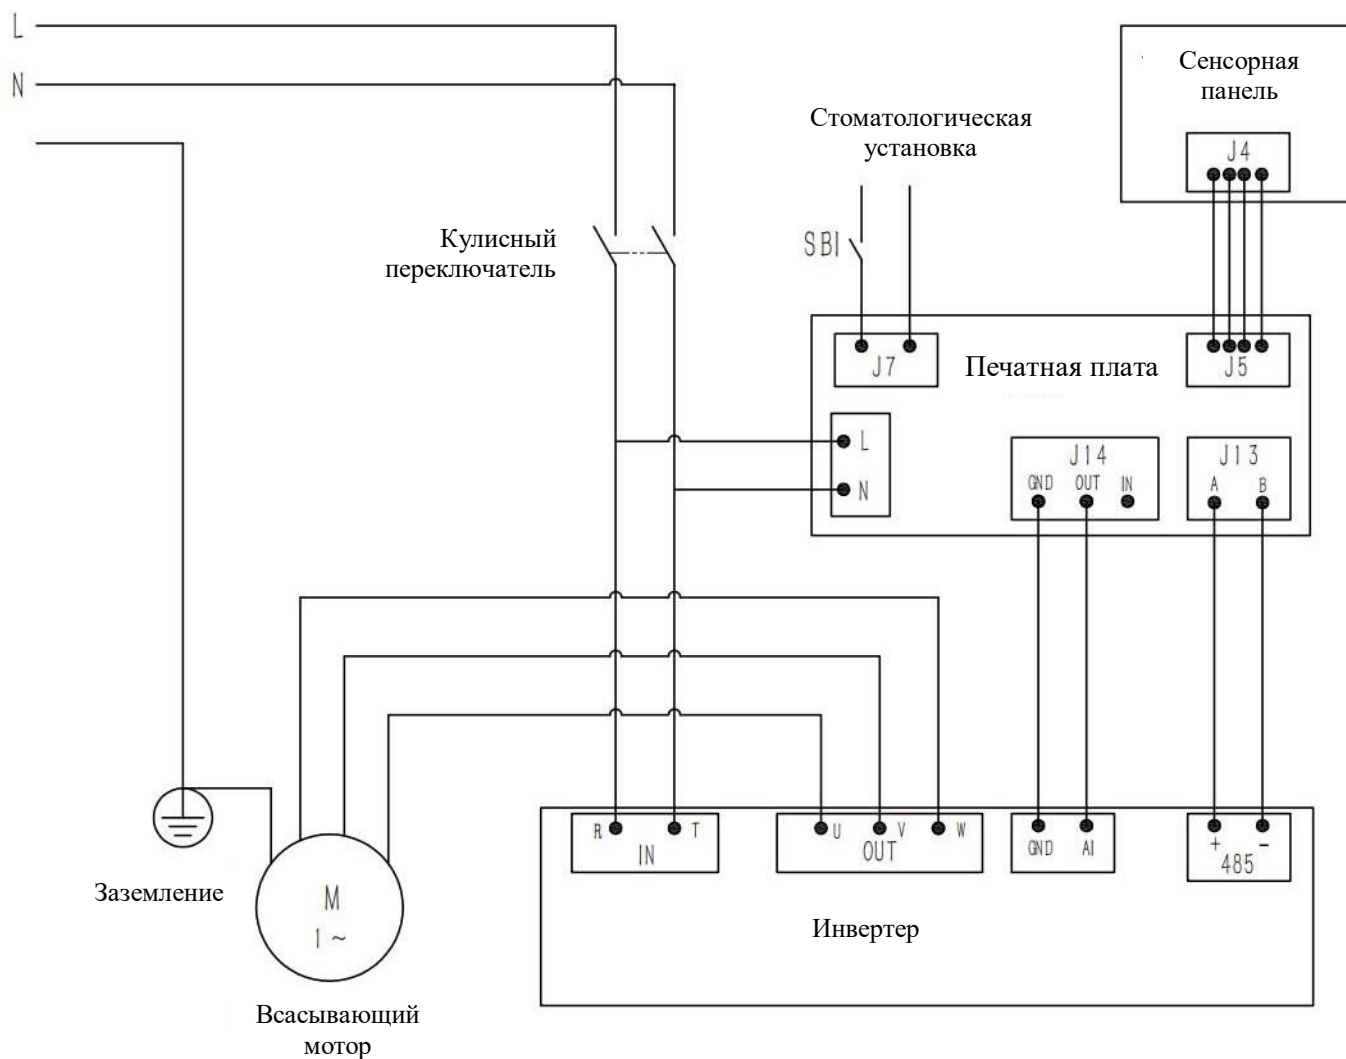 L
N
Сенсорная
панель
J4
Стоматологическая
установка
Кулисный
переключатель
SB1
J7
Печатная плата
J5
L
N
J14
GND OUT IN
J13
A B
R T
IN
U V W
OUT
GND AI
+ −
485
Инвертер
Заземление
M
1 ~
Всасывающий
мотор